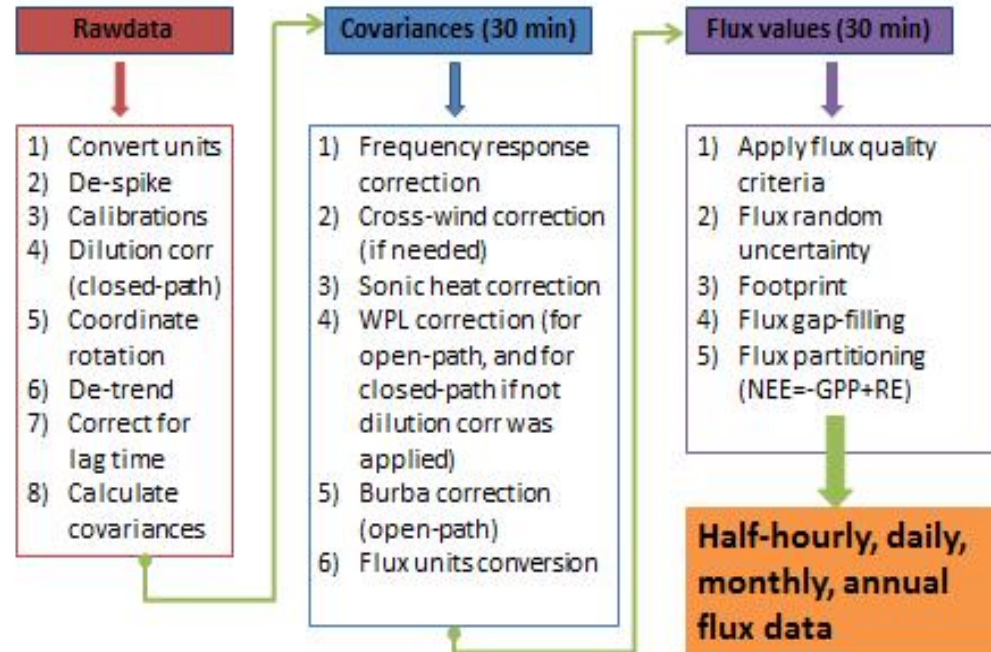 Rawdata
1) Convert units
2) De-spike
3) Calibrations
4) Dilution corr
(closed-path)
5) Coordinate
rotation
6) De-trend
7) Correct for
lag time
8) Calculate
covariances
Covariances (30 min)
1) Frequency response
correction
2) Cross-wind correction
(if needed)
3) Sonic heat correction
4) WPL correction (for
open-path, and for
closed-path if not
dilution corr was
applied)
5) Burba correction
(open-path)
6) Flux units conversion
Flux values (30 min)
1) Apply flux quality
criteria
2) Flux random
uncertainty
3) Footprint
4) Flux gap-filling
5) Flux partitioning
(NEE=-GPP+RE)
Half-hourly, daily,
monthly, annual
flux data